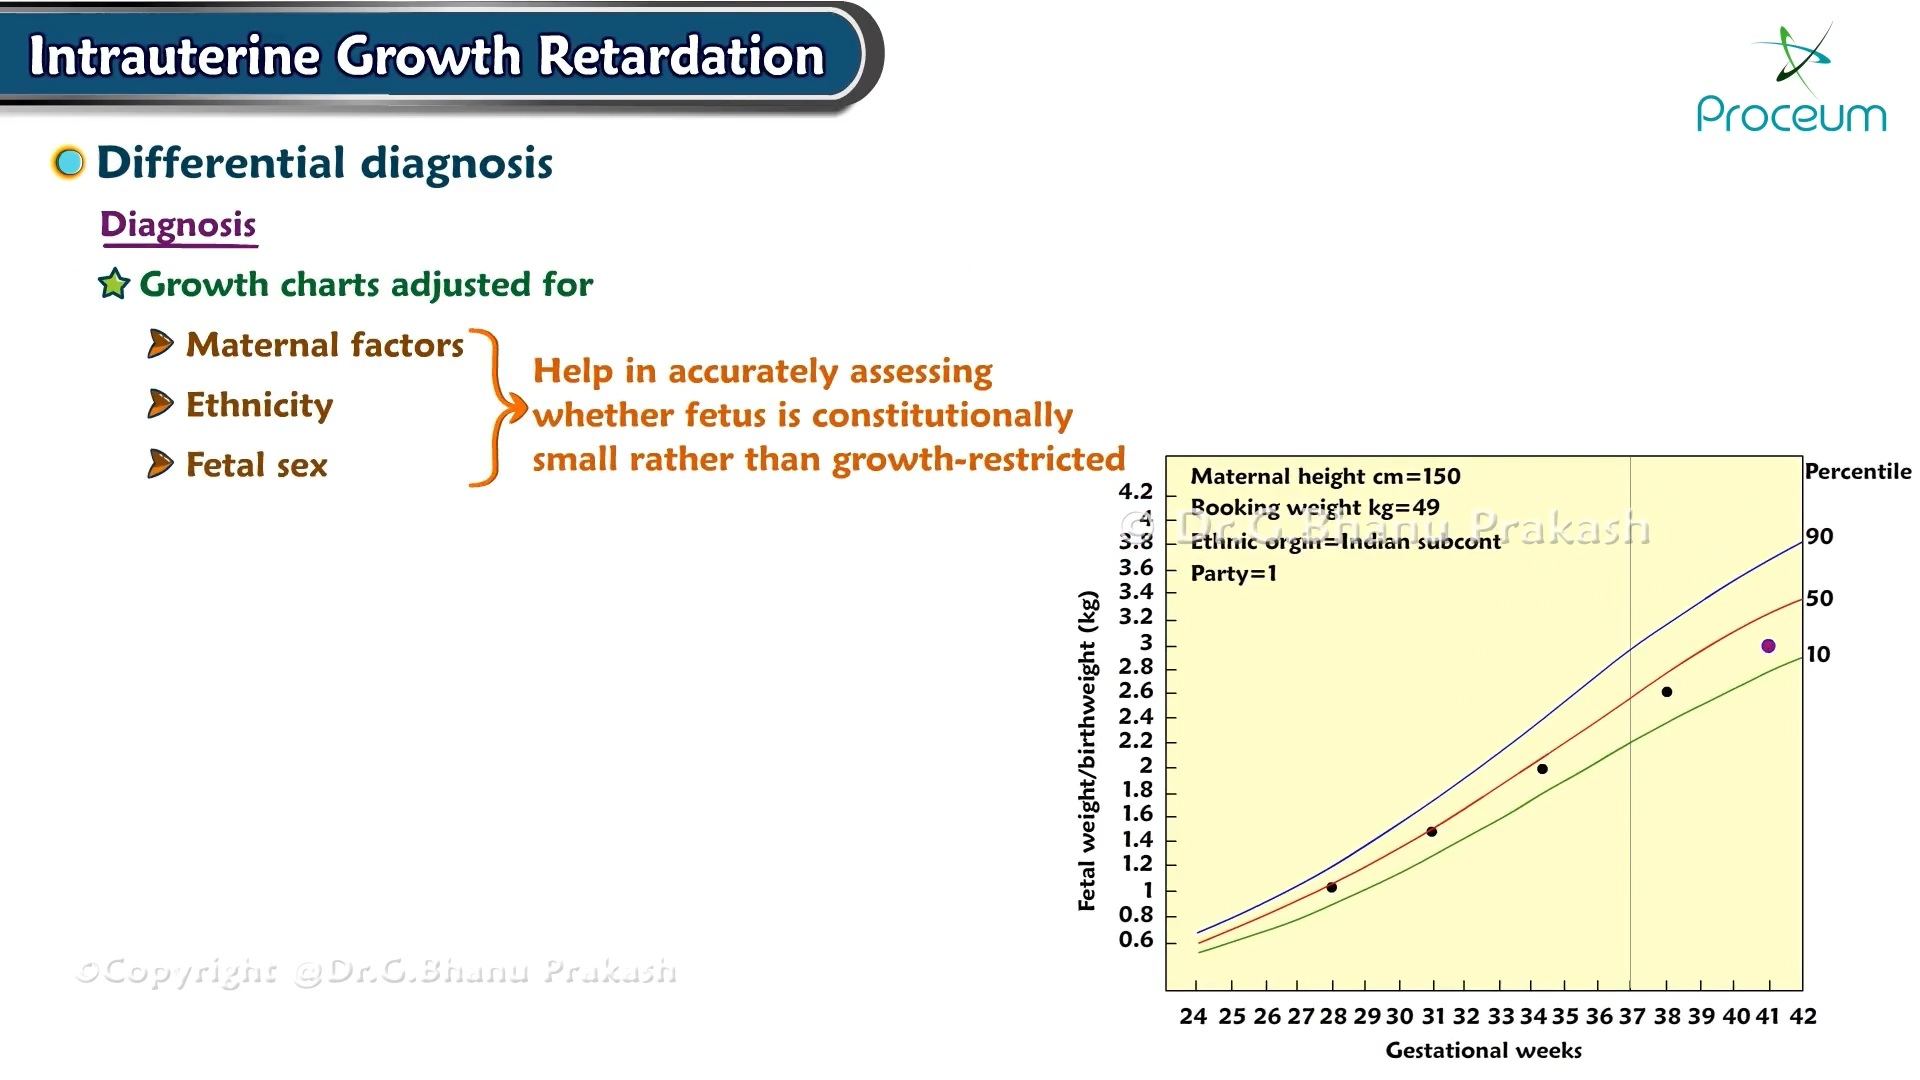 Intrauterine Growth Retardation
Proceum
Differential diagnosis
Diagnosis
Growth charts adjusted for
Maternal factors
Ethnicity
Fetal sex
Help in accurately assessing
whether fetus is constitutionally
small rather than growth-restricted
Maternal height cm=150
Booking weight kg=49
Ethnic orgin=Indian subcont
Party=1
© Dr.G.Bhanu Prakash
Percentile
90
50
10
4.2
4
3.8
3.6
3.4
3.2
3
2.8
2.6
2.4
2.2
2
1.8
1.6
1.4
1.2
1
0.8
0.6
Fetal weight/birthweight (kg)
24 25 26 27 28 29 30 31 32 33 34 35 36 37 38 39 40 41 42
Gestational weeks
©Copyright @Dr.G.Bhanu Prakash